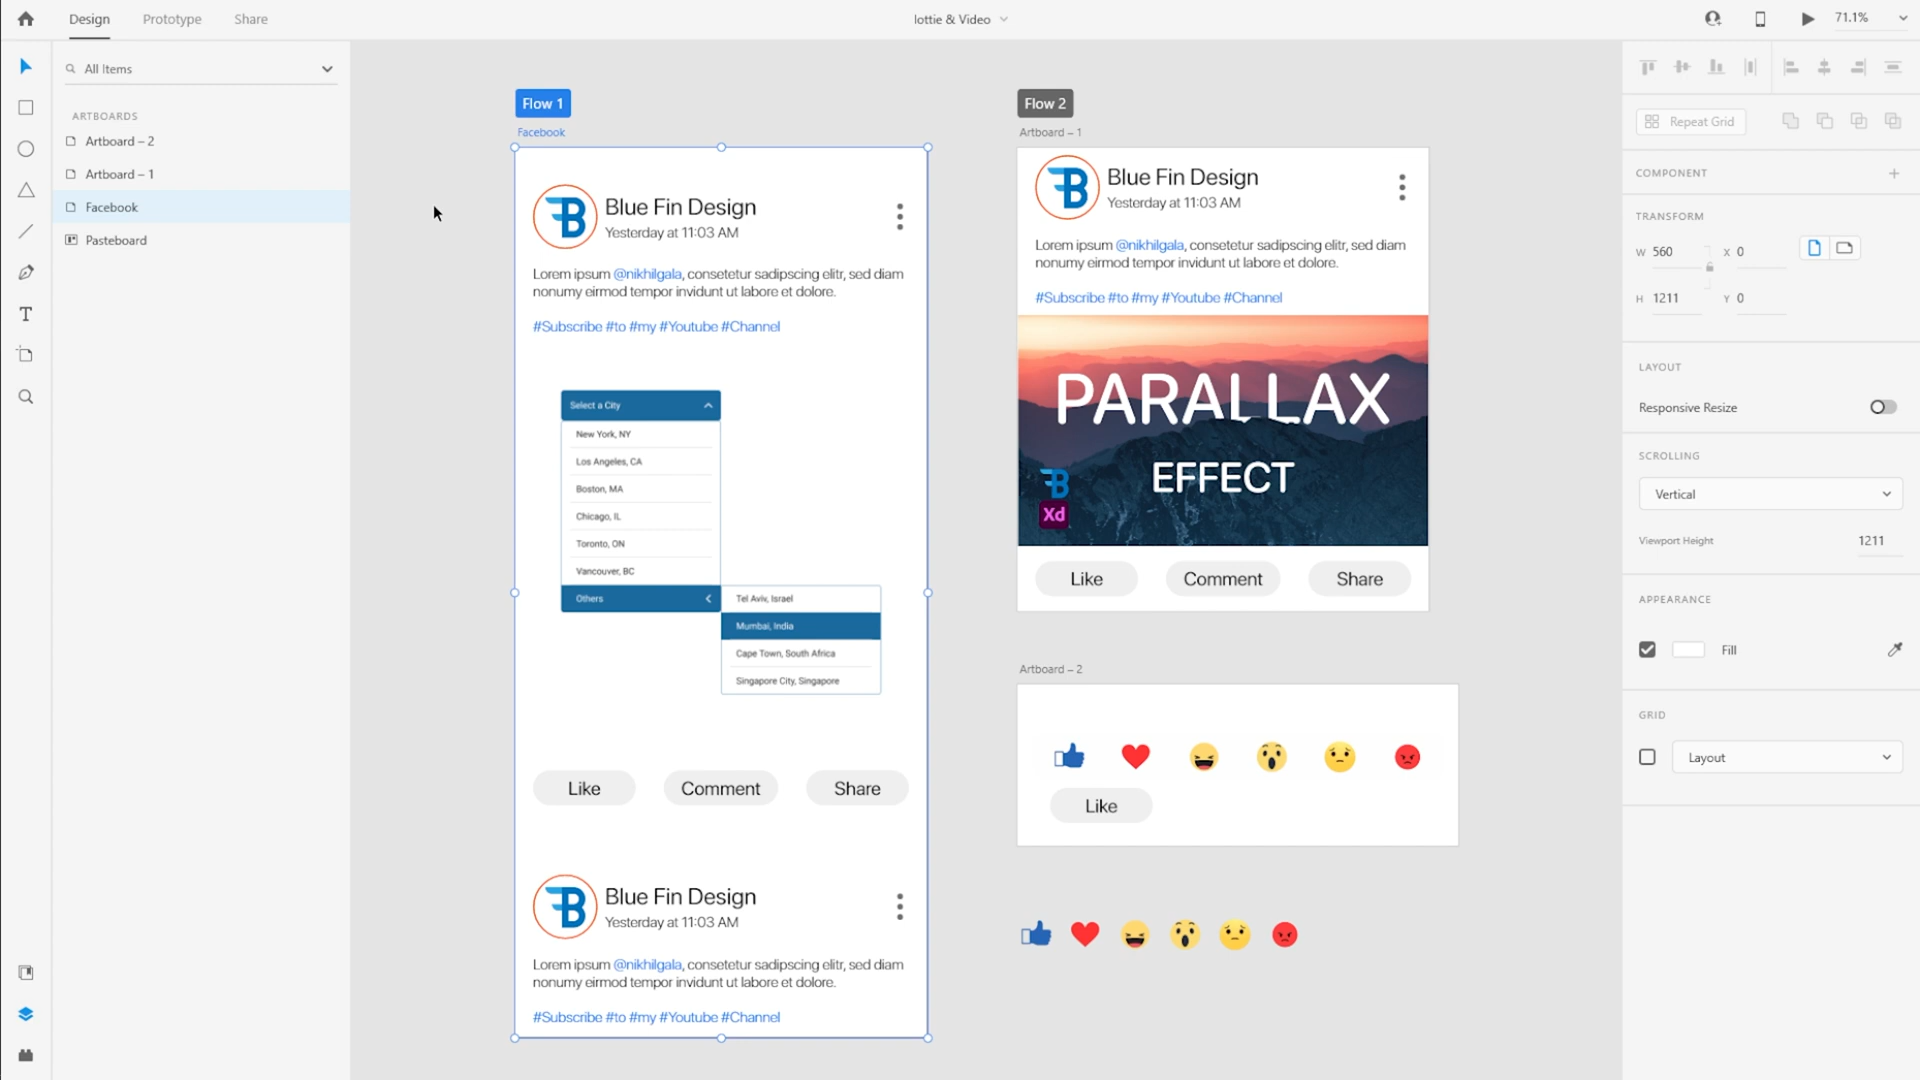 Design
Prototype
Share
lottie & Video
71.1%
All Items
ARTBOARDS
Artboard – 2
Artboard – 1
Facebook
Pasteboard
Flow 1
Facebook
Blue Fin Design
Yesterday at 11:03 AM
Lorem ipsum @nikhilgala, consetetur sadipscing elitr, sed diam
nonumy eirmod tempor invidunt ut labore et dolore.
#Subscribe #to #my #Youtube #Channel
Select a City
New York, NY
Los Angeles, CA
Boston, MA
Chicago, IL
Toronto, ON
Vancouver, BC
Others
Tel Aviv, Israel
Mumbai, India
Cape Town, South Africa
Singapore City, Singapore
Like
Comment
Share
Blue Fin Design
Yesterday at 11:03 AM
Lorem ipsum @nikhilgala, consetetur sadipscing elitr, sed diam
nonumy eirmod tempor invidunt ut labore et dolore.
#Subscribe #to #my #Youtube #Channel
Flow 2
Artboard – 1
Blue Fin Design
Yesterday at 11:03 AM
Lorem ipsum @nikhilgala, consetetur sadipscing elitr, sed diam
nonumy eirmod tempor invidunt ut labore et dolore.
#Subscribe #to #my #Youtube #Channel
PARALLAX
EFFECT
Xd
Like
Comment
Share
Artboard – 2
Like
Repeat Grid
COMPONENT
TRANSFORM
W 560
X 0
H 1211
Y 0
LAYOUT
Responsive Resize
SCROLLING
Vertical
Viewport Height
1211
APPEARANCE
Fill
GRID
Layout